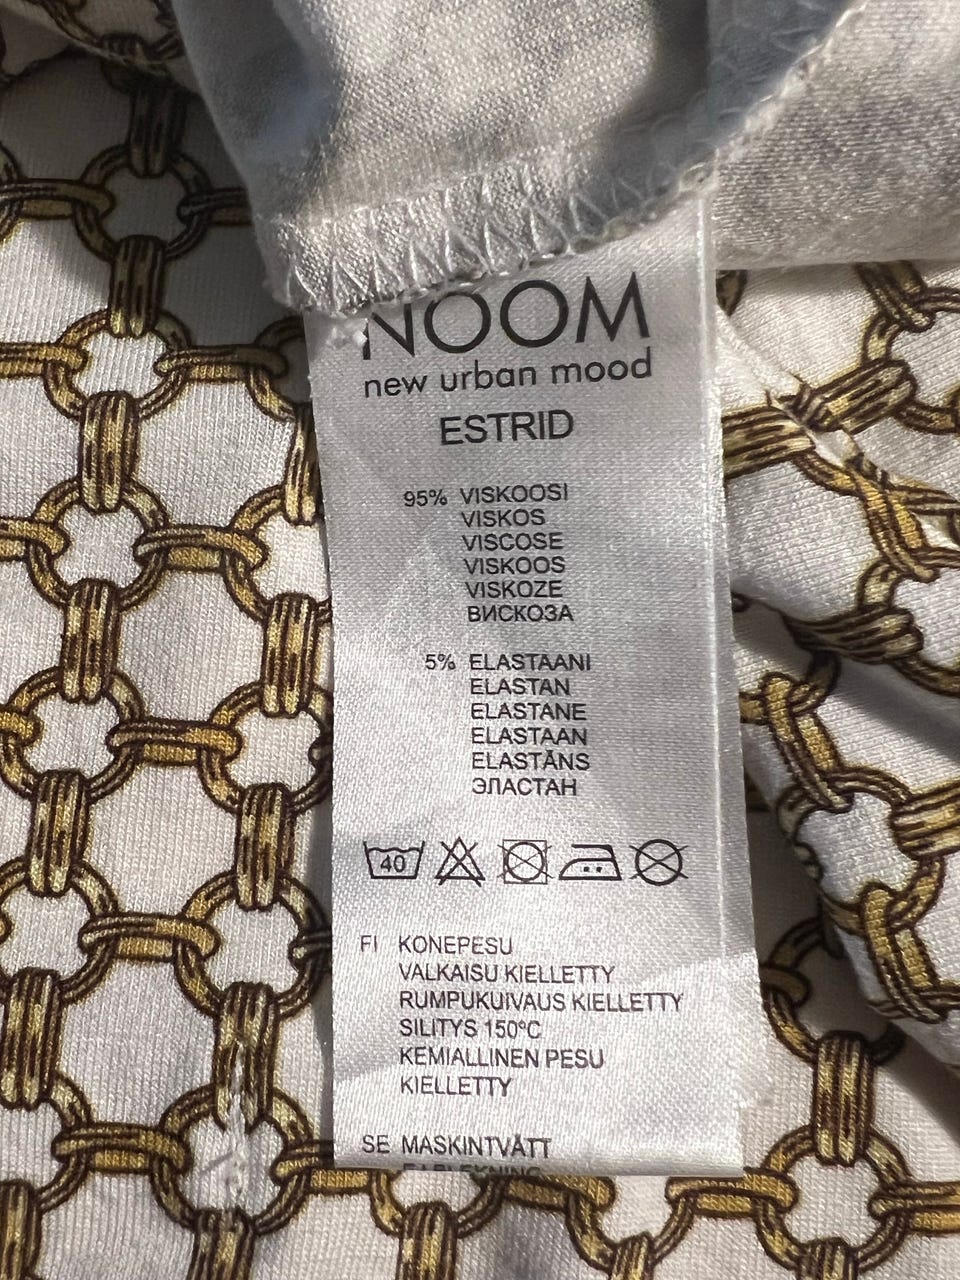 NOOM
new urban mood
ESTRID
95% VISKOOSI
VISKOS
VISCOSE
VISKOOS
VISKOZE
ВИСКОЗА
5% ELASTAANI
ELASTAN
ELASTANE
ELASTAAN
ELASTĀNS
ЭЛАСТАН
40
FI KONEPESU
VALKAISU KIELLETTY
RUMPUKUIVAUS KIELLETTY
SILITYS 150°C
KEMIALLINEN PESU
KIELLETTY
SE MASKINTVÄTT